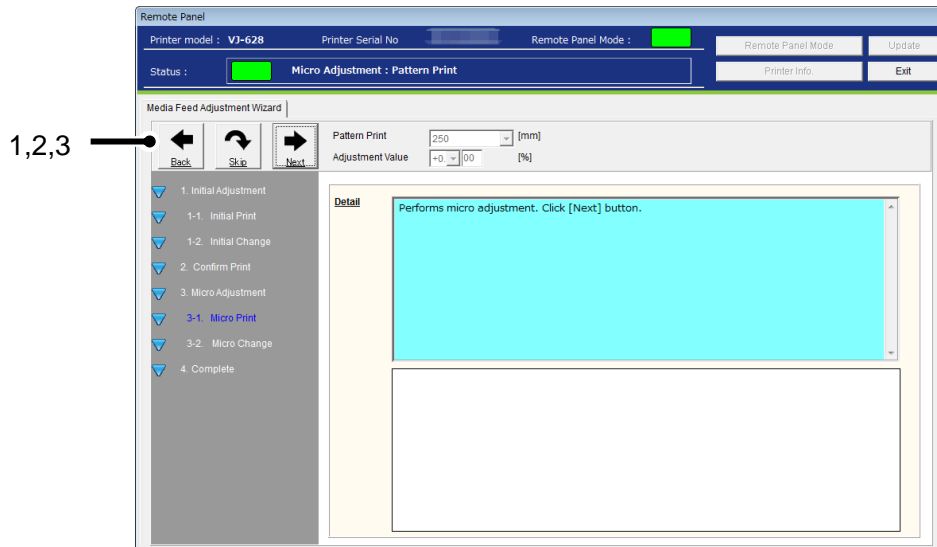 Remote Panel
Printer model : VJ-628 Printer Serial No Remote Panel Mode : Remote Panel Mode Update
Status : Micro Adjustment : Pattern Print Printer Info. Exit
Media Feed Adjustment Wizard
1,2,3
Back Skip Next
Pattern Print 250 [mm]
Adjustment Value +0. 00 [%]
1. Initial Adjustment
1-1. Initial Print
1-2. Initial Change
2. Confirm Print
3. Micro Adjustment
3-1. Micro Print
3-2. Micro Change
4. Complete
Detail
Performs micro adjustment. Click [Next] button.